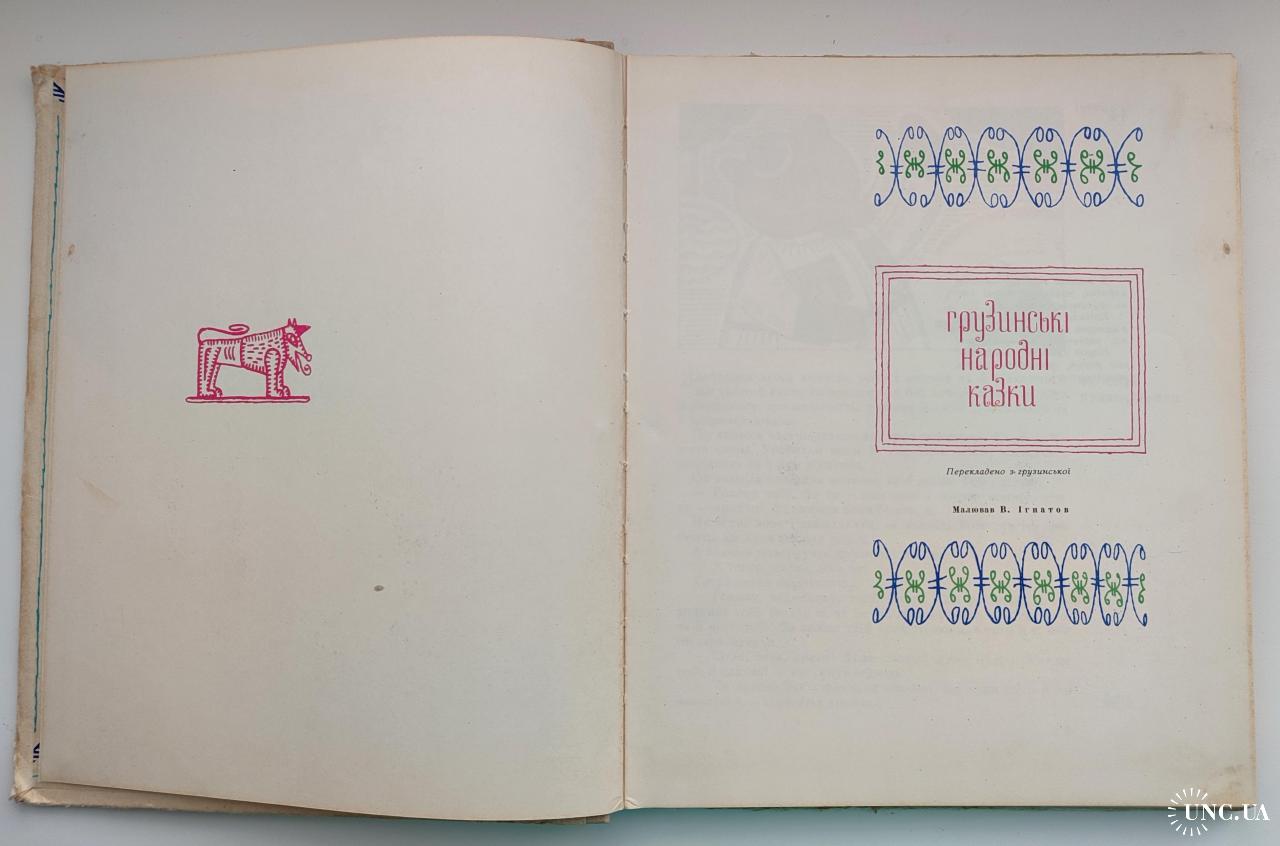 грузинські
народні
казки
Перекладено з грузинської
Малював В. Ігнатов
UNC.UA